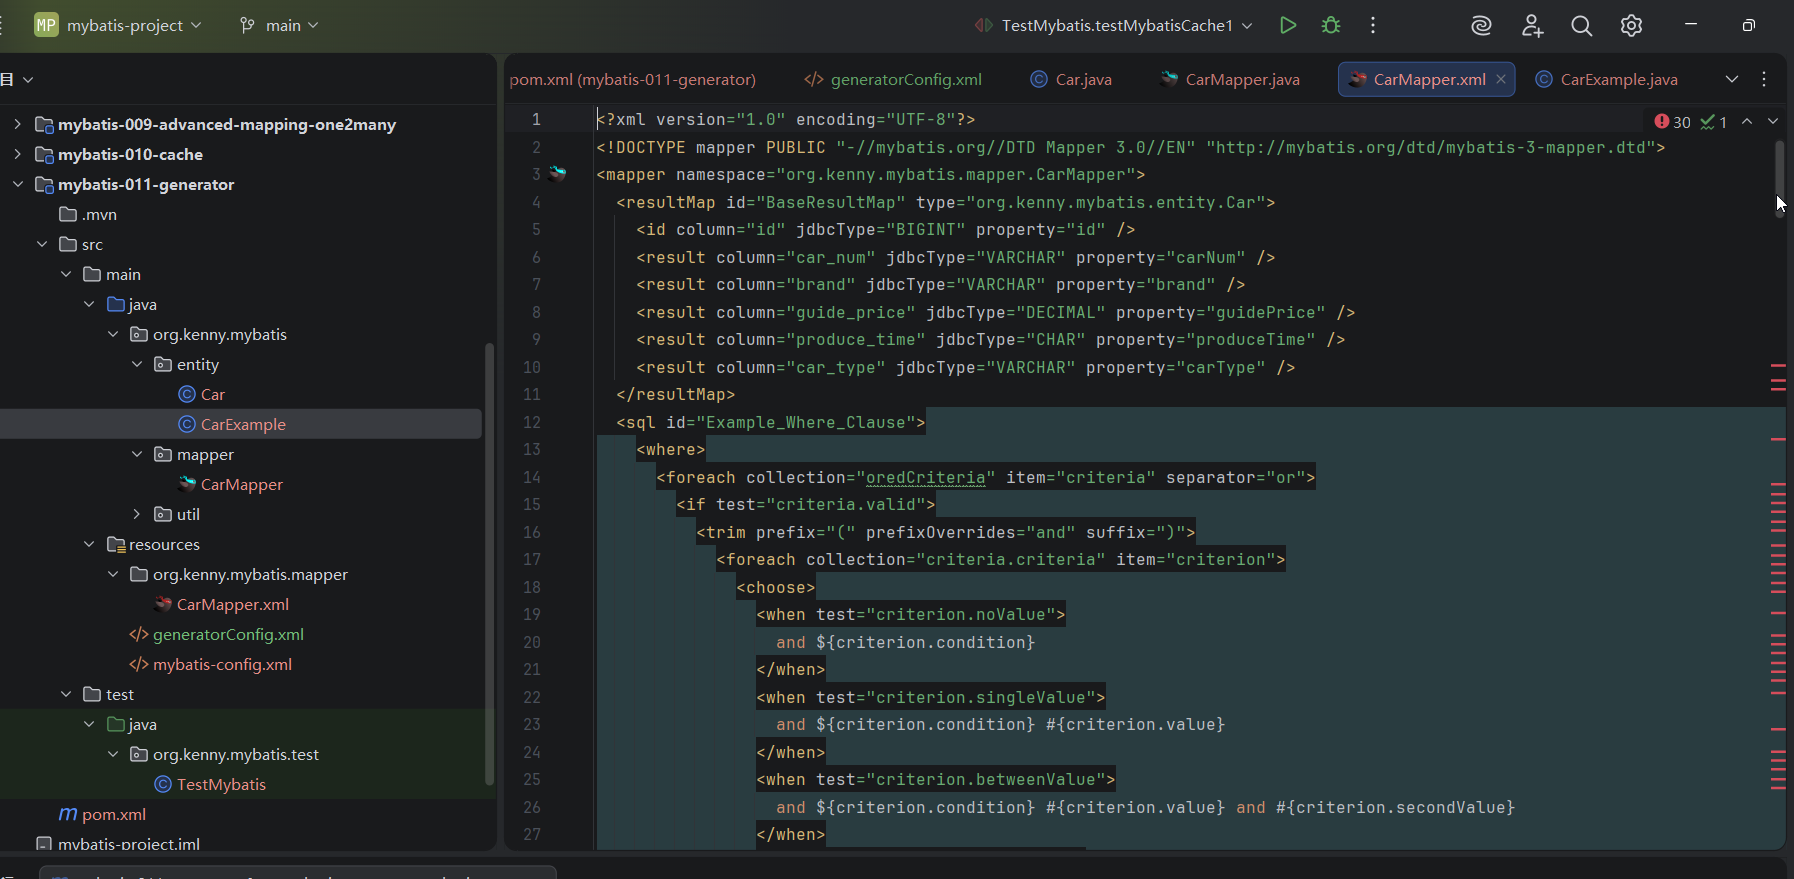 MP mybatis-project main TestMybatis.testMybatisCache1
目
mybatis-009-advanced-mapping-one2many
mybatis-010-cache
mybatis-011-generator
.mvn
src
main
java
org.kenny.mybatis
entity
Car
CarExample
mapper
CarMapper
util
resources
org.kenny.mybatis.mapper
CarMapper.xml
generatorConfig.xml
mybatis-config.xml
test
java
org.kenny.mybatis.test
TestMybatis
pom.xml
mybatis-project.iml
pom.xml (mybatis-011-generator) generatorConfig.xml Car.java CarMapper.java CarMapper.xml CarExample.java
30 1
1 <?xml version="1.0" encoding="UTF-8"?>
2 <!DOCTYPE mapper PUBLIC "-//mybatis.org//DTD Mapper 3.0//EN" "http://mybatis.org/dtd/mybatis-3-mapper.dtd">
3 <mapper namespace="org.kenny.mybatis.mapper.CarMapper">
4 <resultMap id="BaseResultMap" type="org.kenny.mybatis.entity.Car">
5 <id column="id" jdbcType="BIGINT" property="id" />
6 <result column="car_num" jdbcType="VARCHAR" property="carNum" />
7 <result column="brand" jdbcType="VARCHAR" property="brand" />
8 <result column="guide_price" jdbcType="DECIMAL" property="guidePrice" />
9 <result column="produce_time" jdbcType="CHAR" property="produceTime" />
10 <result column="car_type" jdbcType="VARCHAR" property="carType" />
11 </resultMap>
12 <sql id="Example_Where_Clause">
13 <where>
14 <foreach collection="oredCriteria" item="criteria" separator="or">
15 <if test="criteria.valid">
16 <trim prefix="(" prefixOverrides="and" suffix=")">
17 <foreach collection="criteria.criteria" item="criterion">
18 <choose>
19 <when test="criterion.noValue">
20 and ${criterion.condition}
21 </when>
22 <when test="criterion.singleValue">
23 and ${criterion.condition} #{criterion.value}
24 </when>
25 <when test="criterion.betweenValue">
26 and ${criterion.condition} #{criterion.value} and #{criterion.secondValue}
27 </when>